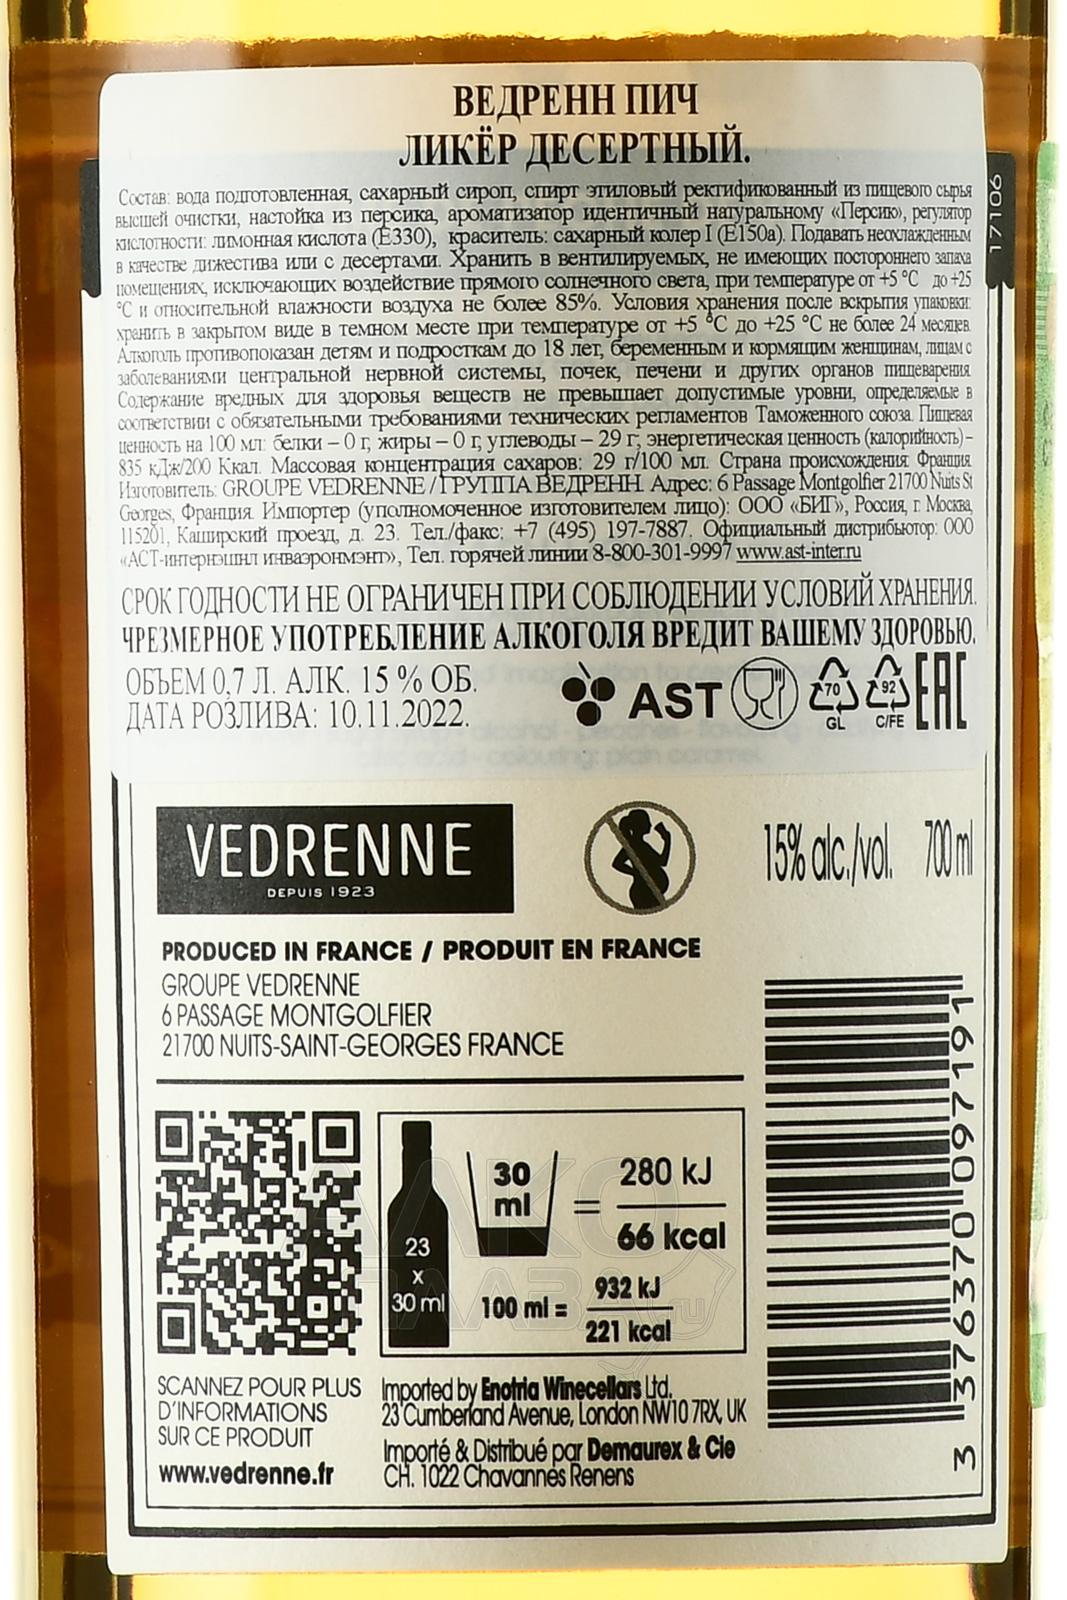 ВЕДРЕНН ПИЧ
ЛИКЁР ДЕСЕРТНЫЙ.
Состав: вода подготовленная, сахарный сироп, спирт этиловый ректификованный из пищевого сырья
высшей очистки, настойка из персика, ароматизатор идентичный натуральному «Персик», регулятор
кислотности: лимонная кислота (Е330), краситель: сахарный колер I (Е150а). Подавать неохлажденным
в качестве дижестива или с десертами. Хранить в вентилируемых, не имеющих постороннего запаха
помещениях, исключающих воздействие прямого солнечного света, при температуре от +5 °С до +25
°С и относительной влажности воздуха не более 85%. Условия хранения после вскрытия упаковки:
хранить в закрытом виде в темном месте при температуре от +5 °С до +25 °С не более 24 месяцев.
Алкоголь противопоказан детям и подросткам до 18 лет, беременным и кормящим женщинам, лицам с
заболеваниями центральной нервной системы, почек, печени и других органов пищеварения.
Содержание вредных для здоровья веществ не превышает допустимые уровни, определяемые в
соответствии с обязательными требованиями технических регламентов Таможенного союза. Пищевая
ценность на 100 мл: белки – 0 г, жиры – 0 г, углеводы – 29 г, энергетическая ценность (калорийность) -
835 кДж/200 Ккал. Массовая концентрация сахаров: 29 г/100 мл. Страна происхождения: Франция.
Изготовитель: GROUPE VEDRENNE / ГРУППА ВЕДРЕНН. Адрес: 6 Passage Montgolfier 21700 Nuits St
Georges, Франция. Импортер (уполномоченное изготовителем лицо): ООО «БИГ», Россия, г. Москва,
115201, Каширский проезд, д. 23. Тел./факс: +7 (495) 197-7887. Официальный дистрибьютор: ООО
«АСТ-интернэшнл инваэронмэнт», Тел. горячей линии 8-800-301-9997 www.ast-inter.ru
СРОК ГОДНОСТИ НЕ ОГРАНИЧЕН ПРИ СОБЛЮДЕНИИ УСЛОВИЙ ХРАНЕНИЯ.
ЧРЕЗМЕРНОЕ УПОТРЕБЛЕНИЕ АЛКОГОЛЯ ВРЕДИТ ВАШЕМУ ЗДОРОВЬЮ.
ОБЪЕМ 0,7 Л. АЛК. 15 % ОБ.
ДАТА РОЗЛИВА: 10.11.2022.
AST
70
GL
92
C/FE
EAC
17106
VEDRENNE
DEPUIS 1923
15% alc./vol. 700 ml
PRODUCED IN FRANCE / PRODUIT EN FRANCE
GROUPE VEDRENNE
6 PASSAGE MONTGOLFIER
21700 NUITS-SAINT-GEORGES FRANCE
23
x
30 ml
30
ml
=
280 kJ
66 kcal
100 ml =
932 kJ
221 kcal
SCANNEZ POUR PLUS
D'INFORMATIONS
SUR CE PRODUIT
www.vedrenne.fr
Imported by Enotria Winecellars Ltd.
23 Cumberland Avenue, London NW10 7RX, UK
Importé & Distribué par Demaurex & Cie
CH. 1022 Chavannes Renens
3 376370 097191
АЛКО
ПЛАВА
.ru